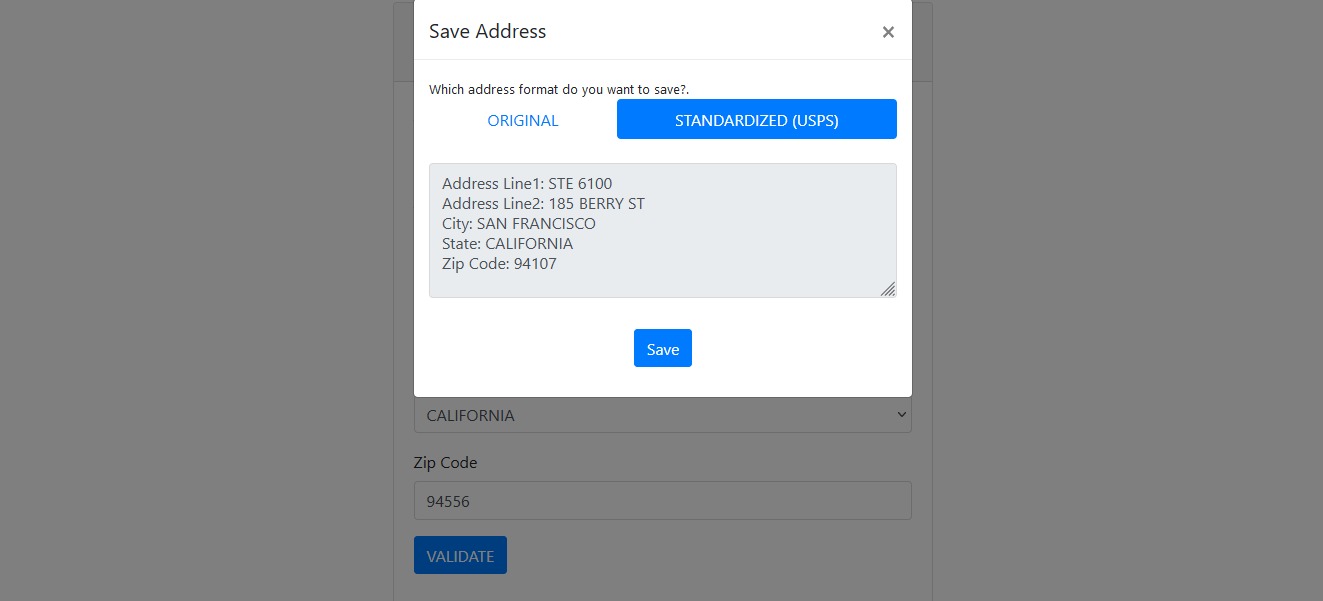 Save Address
×
Which address format do you want to save?.
ORIGINAL
STANDARDIZED (USPS)
Address Line1: STE 6100
Address Line2: 185 BERRY ST
City: SAN FRANCISCO
State: CALIFORNIA
Zip Code: 94107
Save
CALIFORNIA
Zip Code
94556
VALIDATE